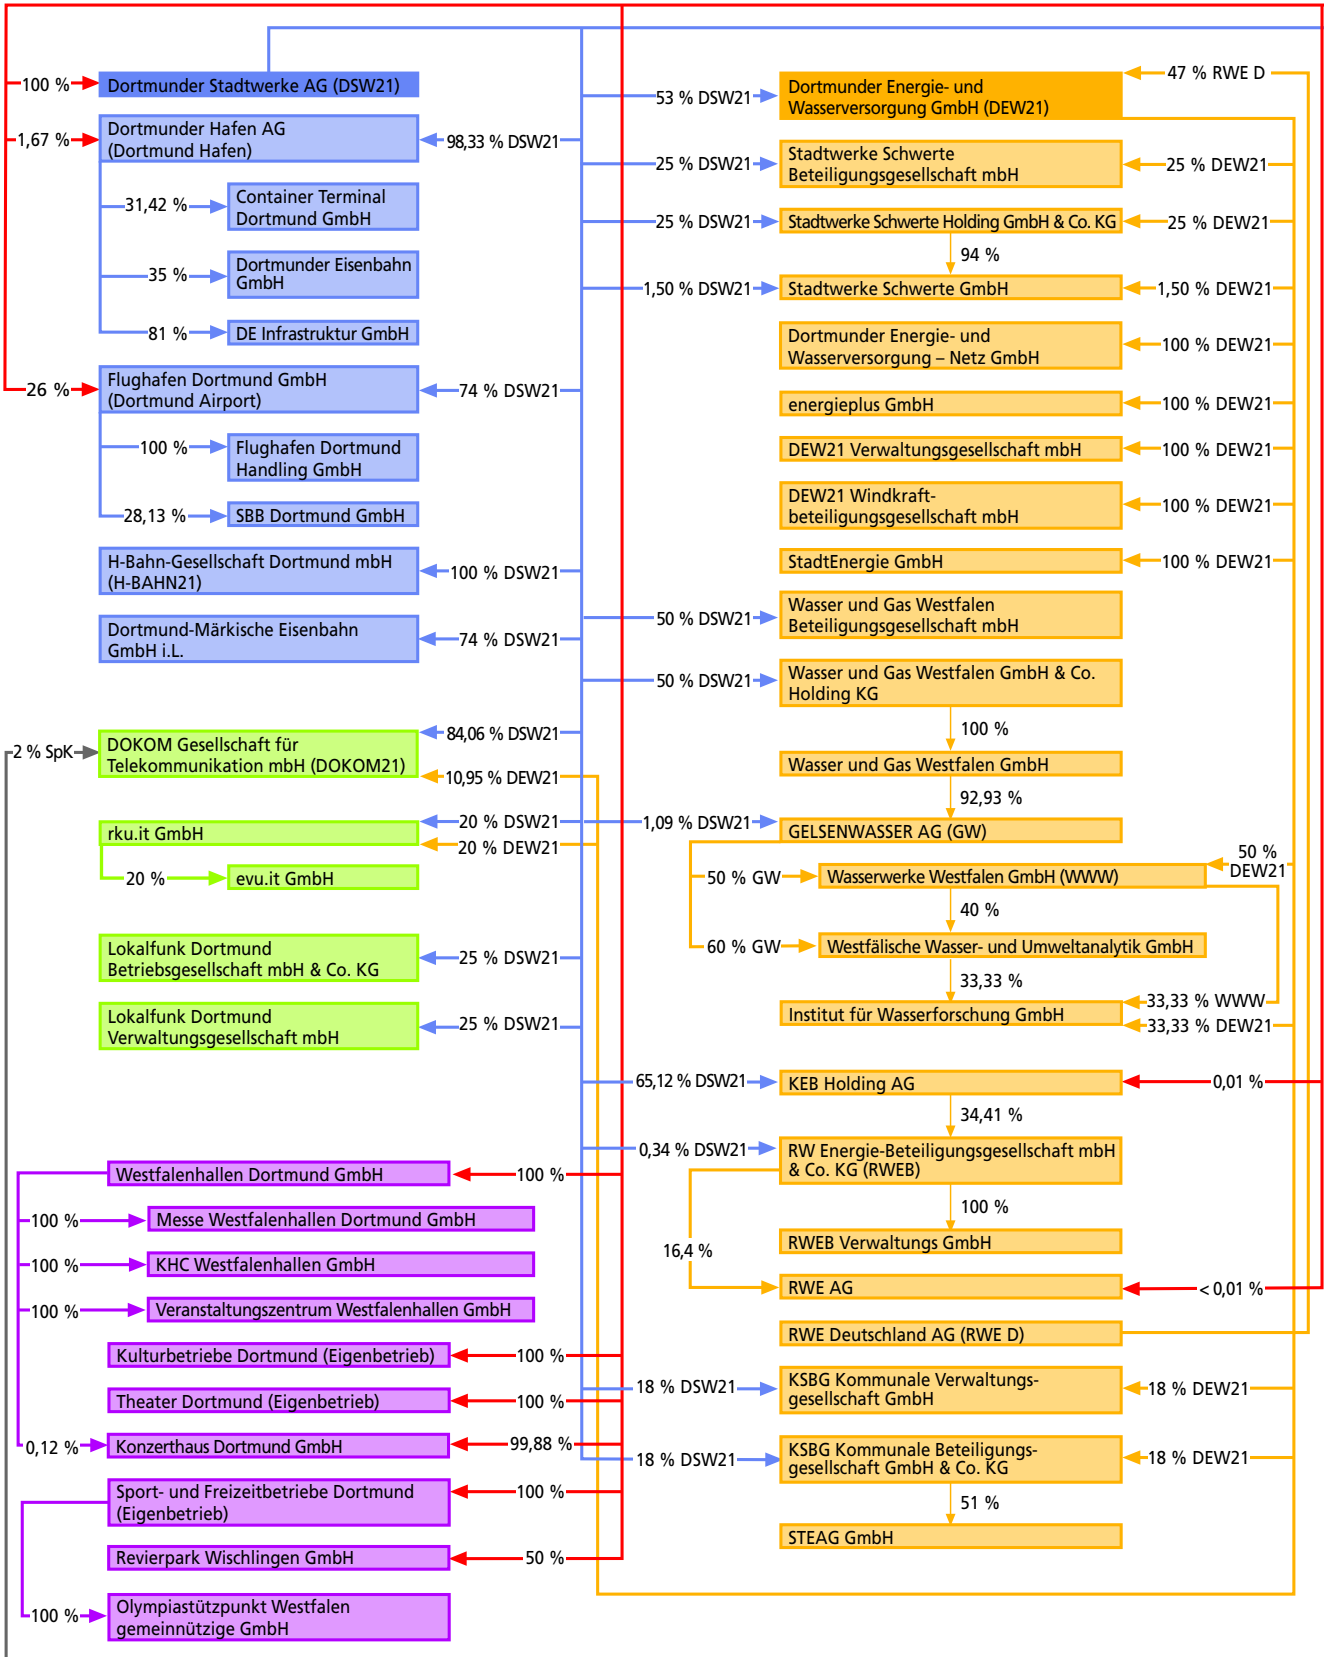 100 %
Dortmunder Stadtwerke AG (DSW21)
1,67 %
Dortmunder Hafen AG
(Dortmund Hafen)
98,33 % DSW21
31,42 %
Container Terminal
Dortmund GmbH
35 %
Dortmunder Eisenbahn
GmbH
81 %
DE Infrastruktur GmbH
26 %
Flughafen Dortmund GmbH
(Dortmund Airport)
74 % DSW21
100 %
Flughafen Dortmund
Handling GmbH
28,13 %
SBB Dortmund GmbH
H-Bahn-Gesellschaft Dortmund mbH
(H-BAHN21)
100 % DSW21
Dortmund-Märkische Eisenbahn
GmbH i.L.
74 % DSW21
2 % SpK
DOKOM Gesellschaft für
Telekommunikation mbH (DOKOM21)
84,06 % DSW21
10,95 % DEW21
rku.it GmbH
20 % DSW21
20 % DEW21
20 %
evu.it GmbH
Lokalfunk Dortmund
Betriebsgesellschaft mbH & Co. KG
25 % DSW21
Lokalfunk Dortmund
Verwaltungsgesellschaft mbH
25 % DSW21
Westfalenhallen Dortmund GmbH
100 %
100 %
Messe Westfalenhallen Dortmund GmbH
100 %
KHC Westfalenhallen GmbH
100 %
Veranstaltungszentrum Westfalenhallen GmbH
Kulturbetriebe Dortmund (Eigenbetrieb)
100 %
Theater Dortmund (Eigenbetrieb)
100 %
0,12 %
Konzerthaus Dortmund GmbH
99,88 %
Sport- und Freizeitbetriebe Dortmund
(Eigenbetrieb)
100 %
Revierpark Wischlingen GmbH
50 %
100 %
Olympiastützpunkt Westfalen
gemeinnützige GmbH
53 % DSW21
Dortmunder Energie- und
Wasserversorgung GmbH (DEW21)
47 % RWE D
25 % DSW21
Stadtwerke Schwerte
Beteiligungsgesellschaft mbH
25 % DEW21
25 % DSW21
Stadtwerke Schwerte Holding GmbH & Co. KG
25 % DEW21
94 %
1,50 % DSW21
Stadtwerke Schwerte GmbH
1,50 % DEW21
Dortmunder Energie- und
Wasserversorgung – Netz GmbH
100 % DEW21
energieplus GmbH
100 % DEW21
DEW21 Verwaltungsgesellschaft mbH
100 % DEW21
DEW21 Windkraft-
beteiligungsgesellschaft mbH
100 % DEW21
StadtEnergie GmbH
100 % DEW21
50 % DSW21
Wasser und Gas Westfalen
Beteiligungsgesellschaft mbH
50 % DSW21
Wasser und Gas Westfalen GmbH & Co.
Holding KG
100 %
Wasser und Gas Westfalen GmbH
92,93 %
1,09 % DSW21
GELSENWASSER AG (GW)
50 % GW
Wasserwerke Westfalen GmbH (WWW)
50 %
DEW21
40 %
60 % GW
Westfälische Wasser- und Umweltanalytik GmbH
33,33 %
Institut für Wasserforschung GmbH
33,33 % WWW
33,33 % DEW21
65,12 % DSW21
KEB Holding AG
0,01 %
34,41 %
0,34 % DSW21
RW Energie-Beteiligungsgesellschaft mbH
& Co. KG (RWEB)
100 %
RWEB Verwaltungs GmbH
16,4 %
RWE AG
< 0,01 %
RWE Deutschland AG (RWE D)
18 % DSW21
KSBG Kommunale Verwaltungs-
gesellschaft GmbH
18 % DEW21
18 % DSW21
KSBG Kommunale Beteiligungs-
gesellschaft GmbH & Co. KG
18 % DEW21
51 %
STEAG GmbH